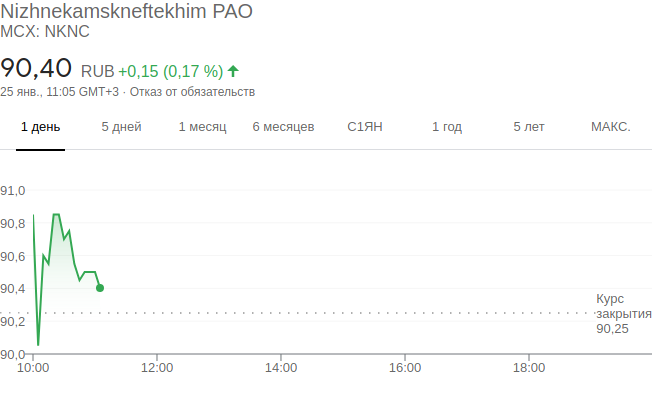 Nizhnekamskneftekhim PAO
MCX: NKNC
90,40 RUB +0,15 (0,17 %)
25 янв., 11:05 GMT+3 · Отказ от обязательств
1 день 5 дней 1 месяц 6 месяцев С1ЯН 1 год 5 лет МАКС.
91,0
90,8
90,6
90,4
90,2
90,0
Курс
закрытия
90,25
10:00 12:00 14:00 16:00 18:00